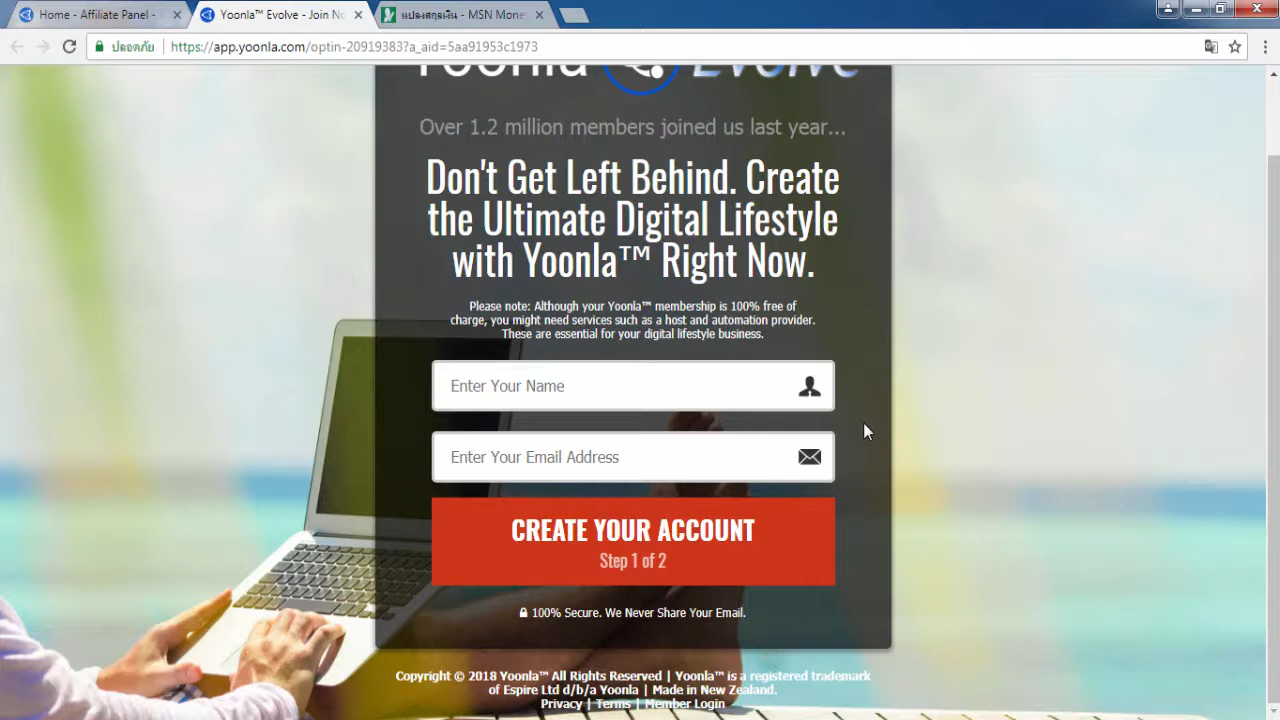 Home - Affiliate Panel -
Yoonla™ Evolve - Join No
แปลงสกุลเงิน - MSN Mone
ปลอดภัย
https://app.yoonla.com/optin-20919383?a_aid=5aa91953c1973
Yoonla Evolve
Over 1.2 million members joined us last year...
Don't Get Left Behind. Create
the Ultimate Digital Lifestyle
with Yoonla™ Right Now.
Please note: Although your Yoonla™ membership is 100% free of
charge, you might need services such as a host and automation provider.
These are essential for your digital lifestyle business.
Enter Your Name
Enter Your Email Address
CREATE YOUR ACCOUNT
Step 1 of 2
100% Secure. We Never Share Your Email.
Copyright © 2018 Yoonla™ All Rights Reserved | Yoonla™ is a registered trademark
of Espire Ltd d/b/a Yoonla | Made in New Zealand.
Privacy | Terms | Member Login